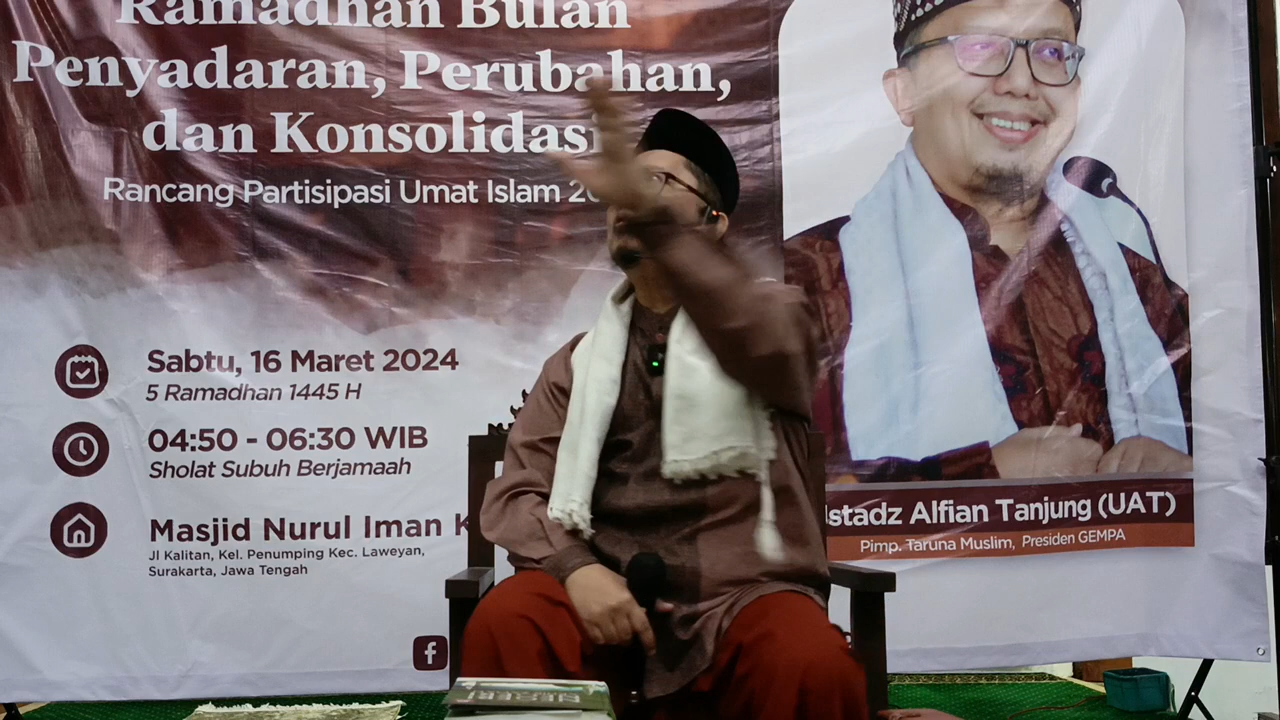 Ramadhan Bulan
Penyadaran, Perubahan,
dan Konsolidasi
Rancang Partisipasi Umat Islam
Sabtu, 16 Maret 2024
5 Ramadhan 1445 H
04:50 - 06:30 WIB
Sholat Subuh Berjamaah
Masjid Nurul Iman
Jl Kalitan, Kel. Penumping Kec. Laweyan,
Surakarta, Jawa Tengah
Alfian Tanjung (UAT)
Pimp. Taruna Muslim, Presiden GEMPA